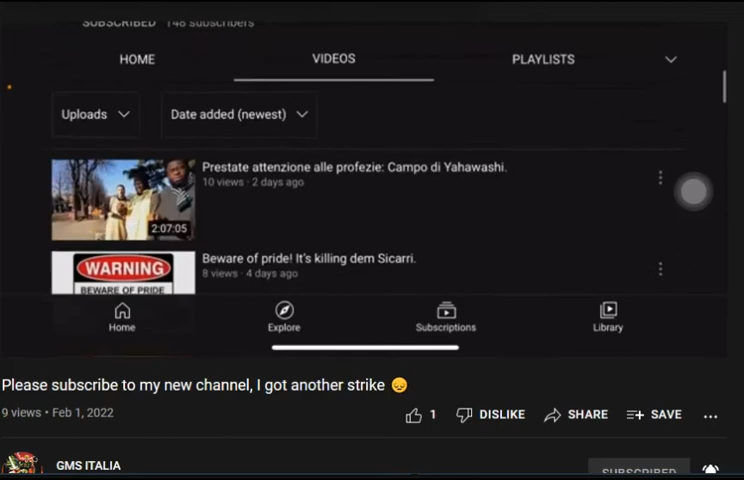 SUBSCRIBED 148 subscribers
HOME VIDEOS PLAYLISTS
Uploads Date added (newest)
Prestate attenzione alle profezie: Campo di Yahawashi.
10 views · 2 days ago
2:07:05
Beware of pride! It's killing dem Sicarri.
8 views · 4 days ago
WARNING
BEWARE OF PRIDE
Home Explore Subscriptions Library
Please subscribe to my new channel, I got another strike 😞
9 views • Feb 1, 2022
1 DISLIKE SHARE SAVE
GMS ITALIA
SUBSCRIBED